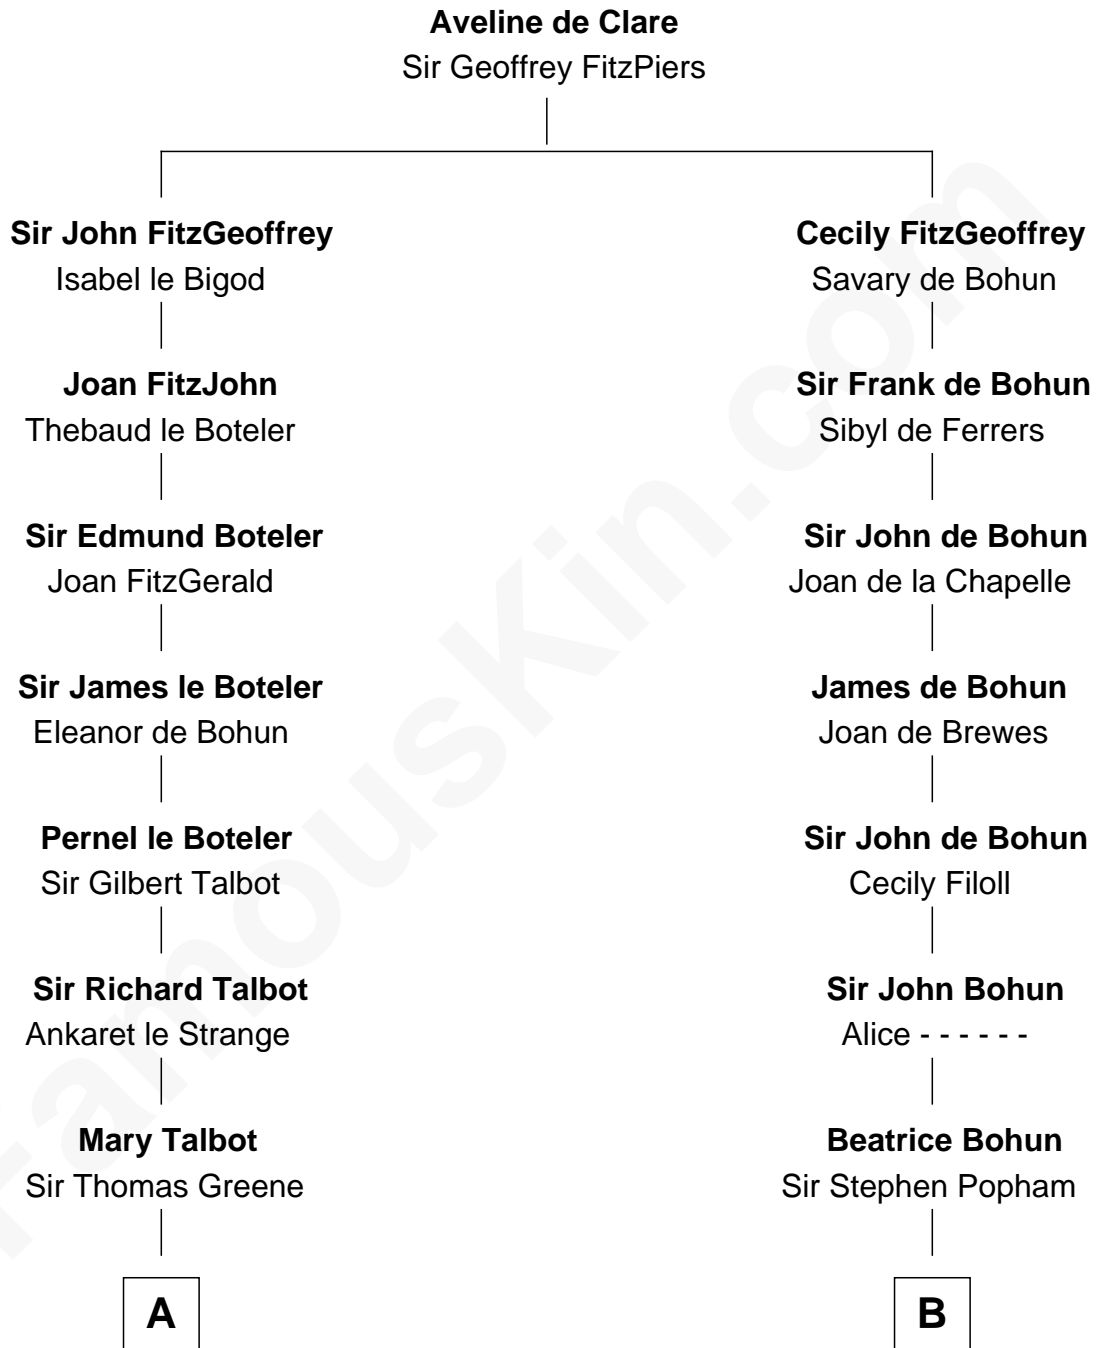 Aveline de Clare
Sir Geoffrey FitzPiers
Sir John FitzGeoffrey
Isabel le Bigod
Cecily FitzGeoffrey
Savary de Bohun
Joan FitzJohn
Thebaud le Boteler
Sir Frank de Bohun
Sibyl de Ferrers
Sir Edmund Boteler
Joan FitzGerald
Sir John de Bohun
Joan de la Chapelle
Sir James le Boteler
Eleanor de Bohun
James de Bohun
Joan de Brewes
Pernel le Boteler
Sir Gilbert Talbot
Sir John de Bohun
Cecily Filoll
Sir Richard Talbot
Ankaret le Strange
Sir John Bohun
Alice - - - - - -
Mary Talbot
Sir Thomas Greene
Beatrice Bohun
Sir Stephen Popham
A
B
FamousKin.com